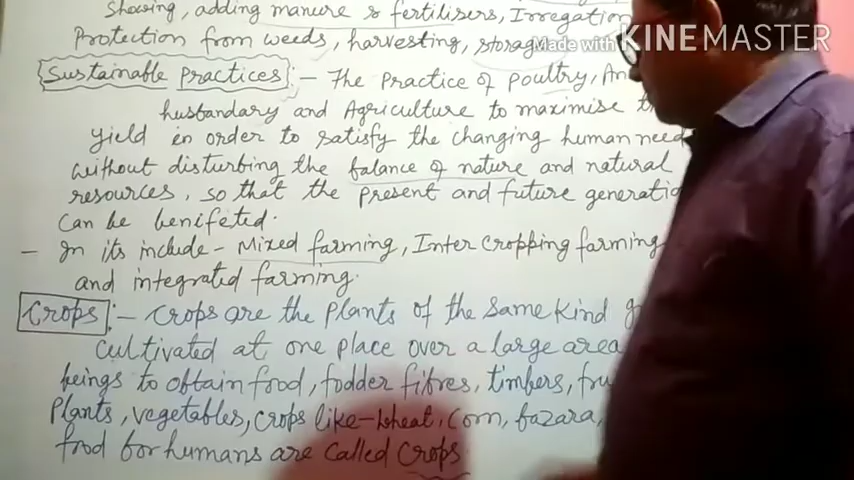 Showing, adding manure & fertilisers, Irregation
Protection from weeds, harvesting, storag
Made with KINEMASTER
Sustainable Practices :- The Practice of poultry, An
husbandary and Agriculture to maximise th
yield in order to satisfy the changing human need
without disturbing the balance of nature and natural
resources, so that the present and future generatio
can be benifeted.
- In its include - Mixed farming, Inter cropping farming
and integrated farming.
Crops :- Crops are the plants of the same kind g
cultivated at one place over a large area
beings to obtain food, fodder fibres, timbers, fru
Plants, vegetables, crops like - wheat, corn, bazara,
food for humans are called crops